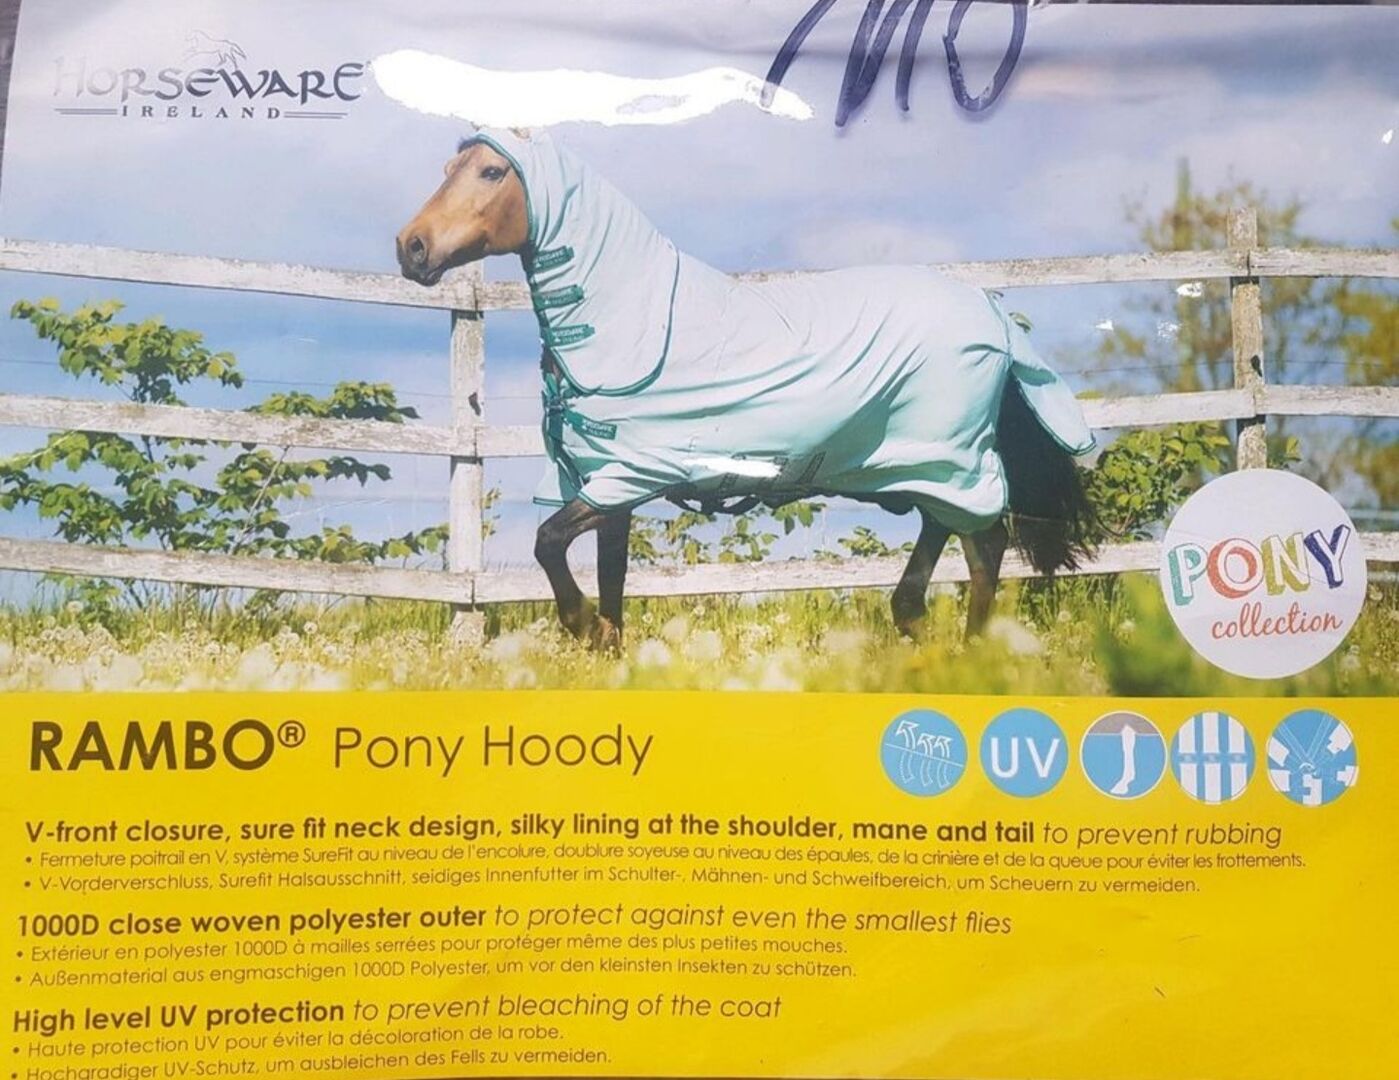 HORSEWARE
IRELAND
110
PONY
collection
RAMBO® Pony Hoody
UV
V-front closure, sure fit neck design, silky lining at the shoulder, mane and tail to prevent rubbing
• Fermeture poitrail en V, système SureFit au niveau de l'encolure, doublure soyeuse au niveau des épaules, de la crinière et de la queue pour éviter les frottements.
• V-Vorderverschluss, Surefit Halsausschnitt, seidiges Innenfutter im Schulter-, Mähnen- und Schweifbereich, um Scheuern zu vermeiden.
1000D close woven polyester outer to protect against even the smallest flies
• Extérieur en polyester 1000D à mailles serrées pour protéger même des plus petites mouches.
• Außenmaterial aus engmaschigen 1000D Polyester, um vor den kleinsten Insekten zu schützen.
High level UV protection to prevent bleaching of the coat
• Haute protection UV pour éviter la décoloration de la robe.
• Hochgradiger UV-Schutz, um ausbleichen des Fells zu vermeiden.